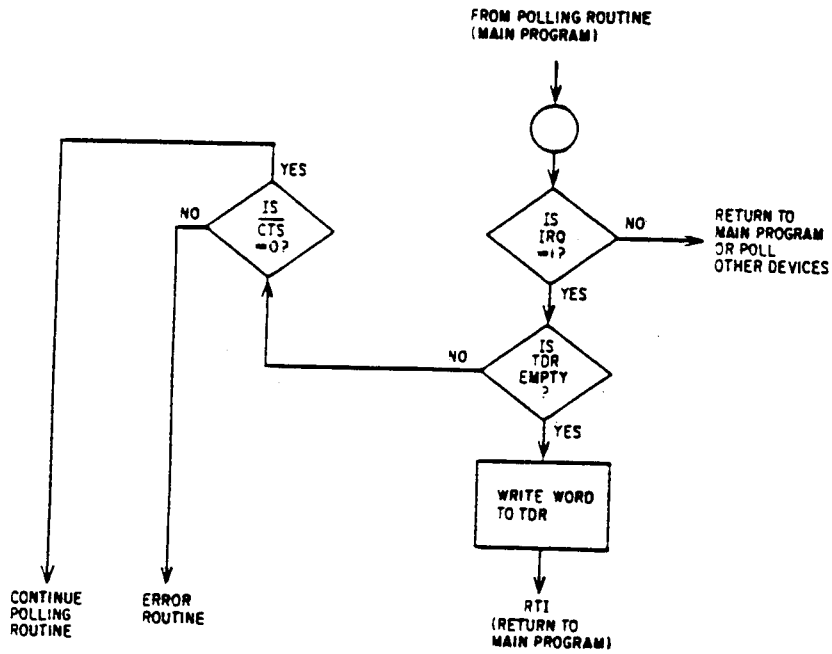 FROM POLLING ROUTINE
(MAIN PROGRAM)
YES
NO
IS
CTS
=0?
IS
IRQ
=1?
NO
RETURN TO
MAIN PROGRAM
OR POLL
OTHER DEVICES
YES
NO
IS
TDR
EMPTY
?
YES
WRITE WORD
TO TDR
CONTINUE
POLLING
ROUTINE
ERROR
ROUTINE
RTI
(RETURN TO
MAIN PROGRAM)